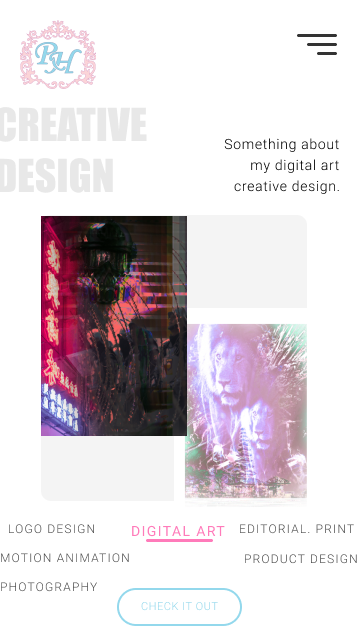 PH
CREATIVE
DESIGN
Something about
my digital art
creative design.
LOGO DESIGN
DIGITAL ART
EDITORIAL. PRINT
MOTION ANIMATION
PRODUCT DESIGN
PHOTOGRAPHY
CHECK IT OUT